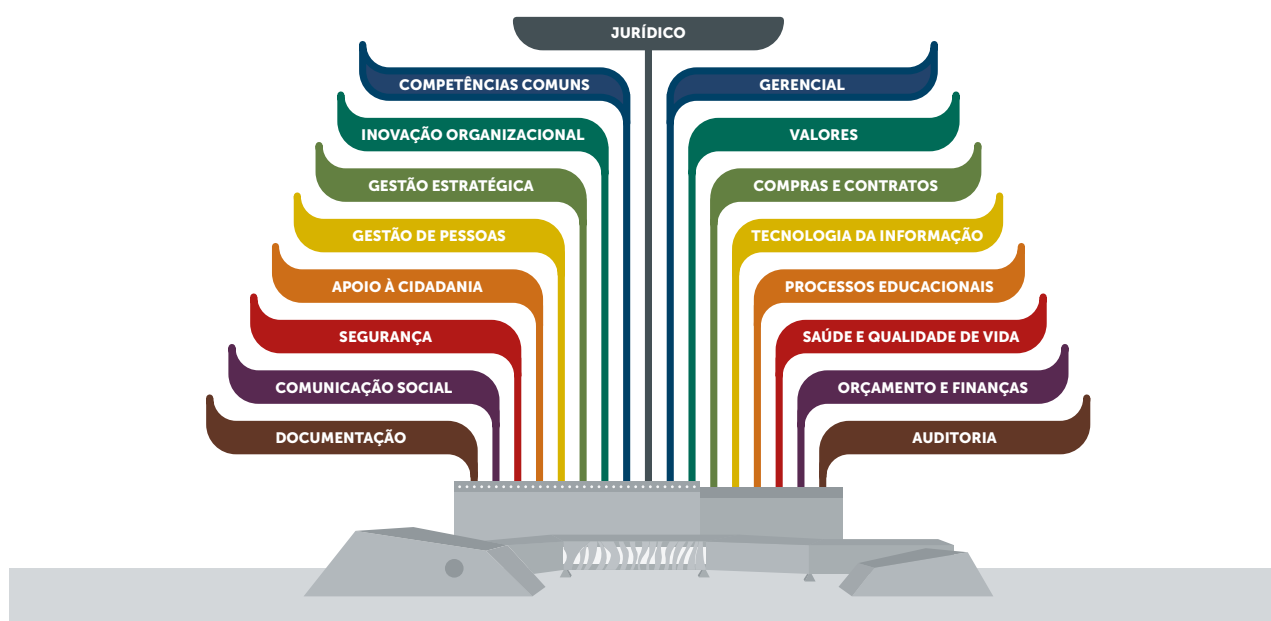 JURÍDICO
COMPETÊNCIAS COMUNS
GERENCIAL
INOVAÇÃO ORGANIZACIONAL
VALORES
GESTÃO ESTRATÉGICA
COMPRAS E CONTRATOS
GESTÃO DE PESSOAS
TECNOLOGIA DA INFORMAÇÃO
APOIO À CIDADANIA
PROCESSOS EDUCACIONAIS
SEGURANÇA
SAÚDE E QUALIDADE DE VIDA
COMUNICAÇÃO SOCIAL
ORÇAMENTO E FINANÇAS
DOCUMENTAÇÃO
AUDITORIA